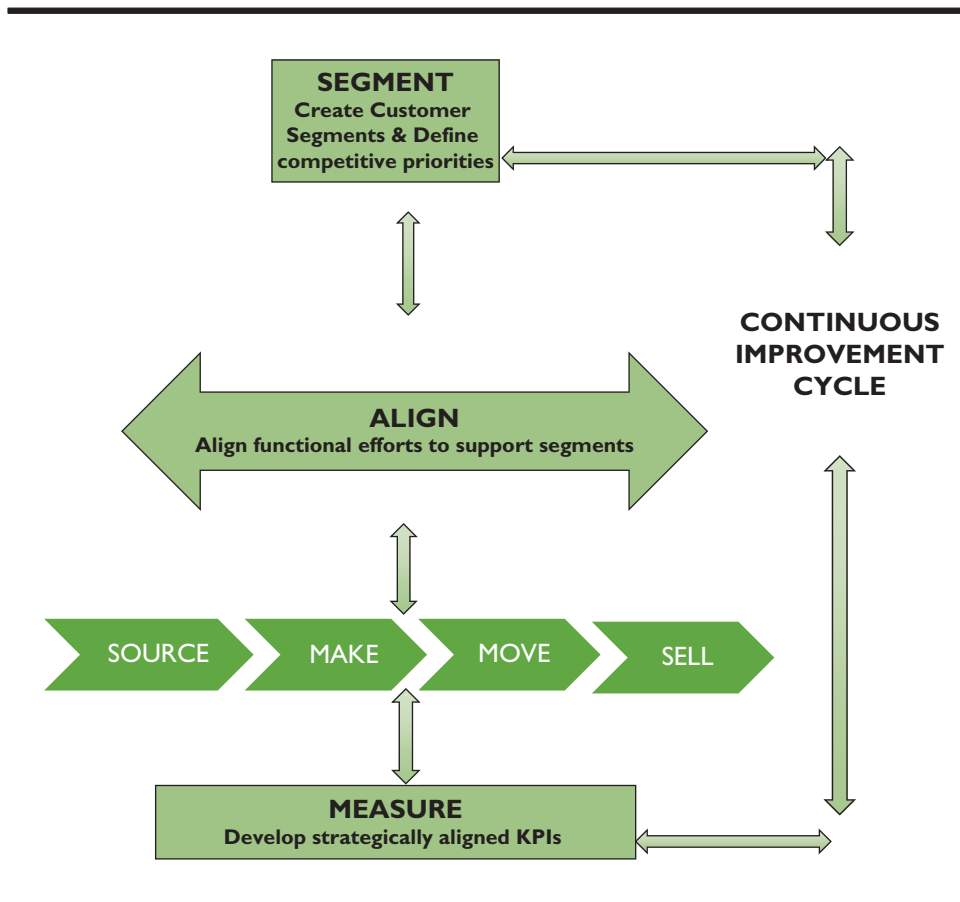 SEGMENT
Create Customer
Segments & Define
competitive priorities
CONTINUOUS
IMPROVEMENT
CYCLE
ALIGN
Align functional efforts to support segments
SOURCE
MAKE
MOVE
SELL
MEASURE
Develop strategically aligned KPIs